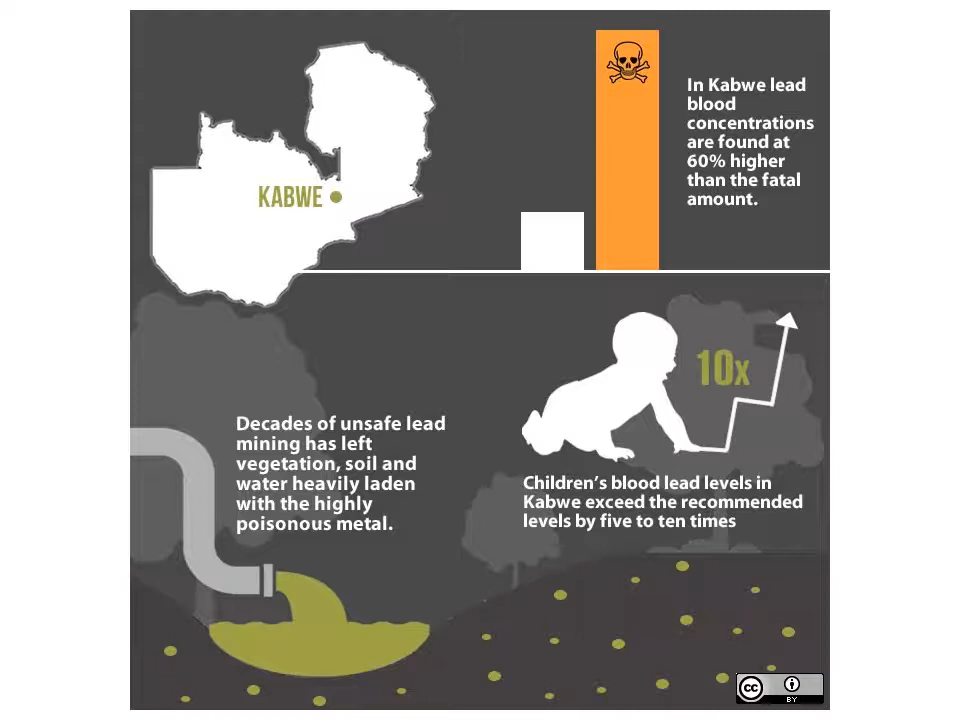 KABWE
In Kabwe lead
blood
concentrations
are found at
60% higher
than the fatal
amount.
10x
Decades of unsafe lead
mining has left
vegetation, soil and
water heavily laden
with the highly
poisonous metal.
Children’s blood lead levels in
Kabwe exceed the recommended
levels by five to ten times
cc
BY